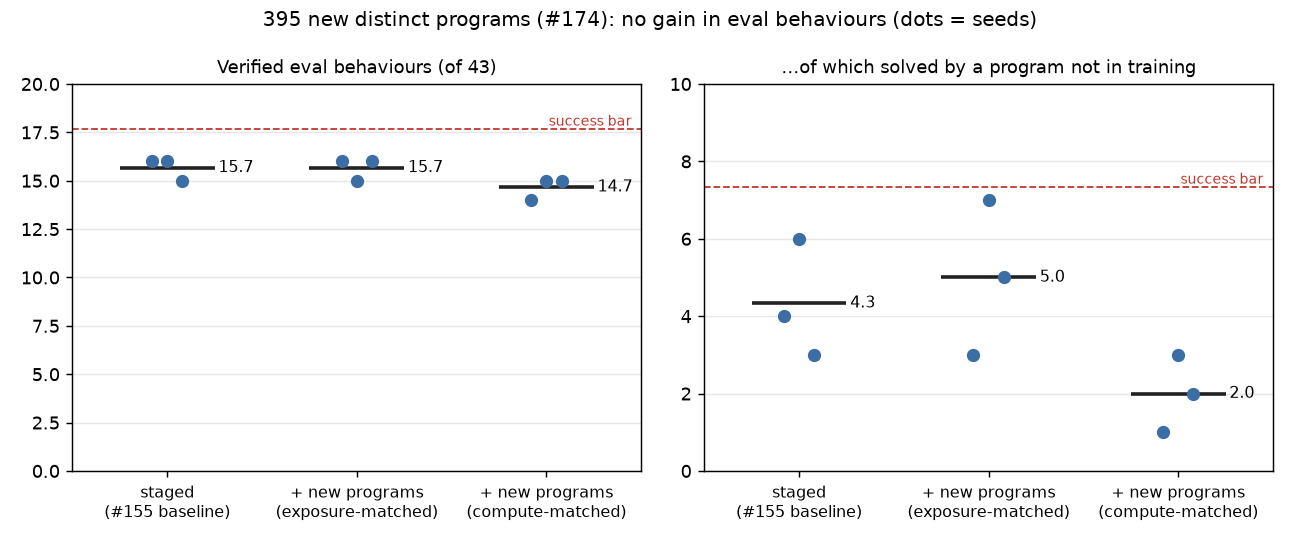 395 new distinct programs (#174): no gain in eval behaviours (dots = seeds)
Verified eval behaviours (of 43)
20.0
17.5
15.0
12.5
10.0
7.5
5.0
2.5
0.0
success bar
15.7
15.7
14.7
staged
(#155 baseline)
+ new programs
(exposure-matched)
+ new programs
(compute-matched)
...of which solved by a program not in training
10
8
6
4
2
0
success bar
4.3
5.0
2.0
staged
(#155 baseline)
+ new programs
(exposure-matched)
+ new programs
(compute-matched)